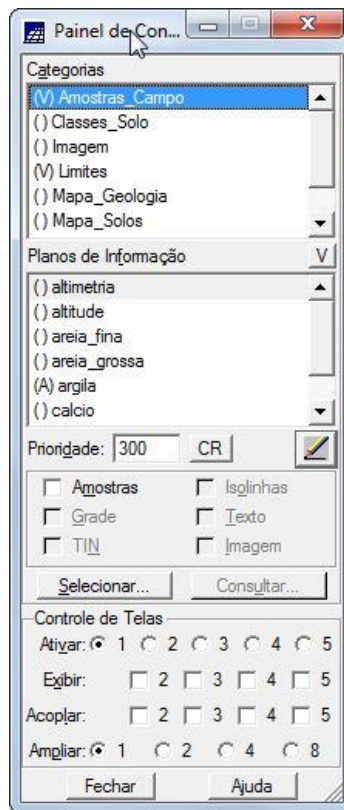 Painel de Con...
Categorias
(V) Amostras_Campo
( ) Classes_Solo
( ) Imagem
(V) Limites
( ) Mapa_Geologia
( ) Mapa_Solos
Planos de Informação V
( ) altimetria
( ) altitude
( ) areia_fina
( ) areia_grossa
(A) argila
( ) calcio
Prioridade: 300 CR
Amostras Isolinhas
Grade Texto
TIN Imagem
Selecionar... Consultar...
Controle de Telas
Ativar: 1 2 3 4 5
Exibir: 2 3 4 5
Acoplar: 2 3 4 5
Ampliar: 1 2 4 8
Fechar Ajuda